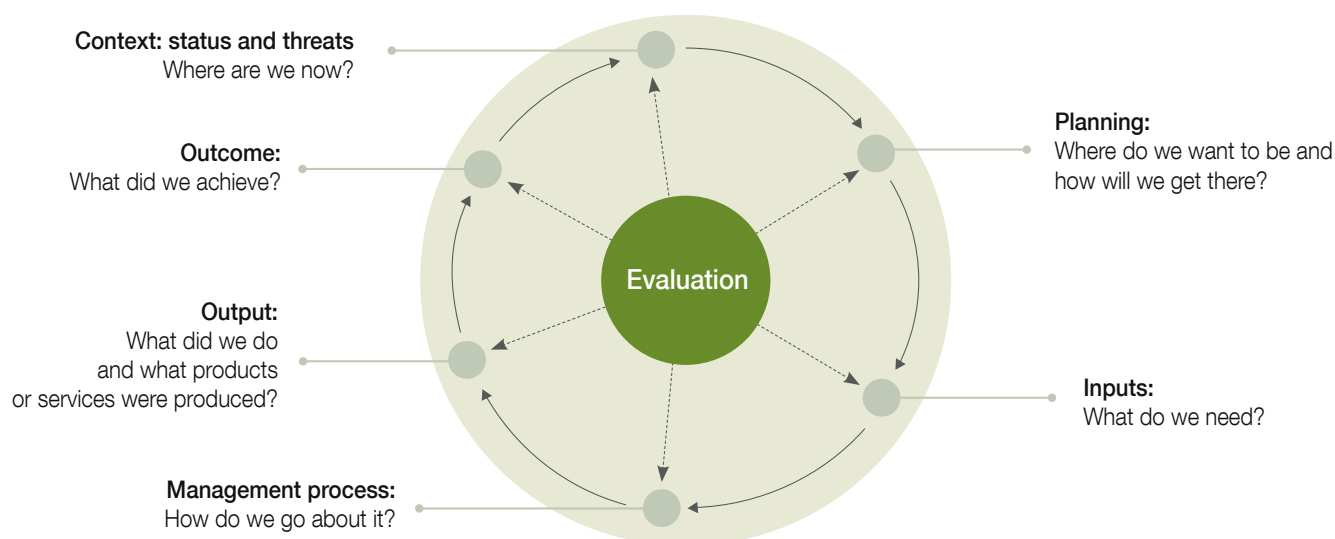 Context: status and threats
Where are we now?
Planning:
Where do we want to be and
how will we get there?
Outcome:
What did we achieve?
Evaluation
Output:
What did we do
and what products
or services were produced?
Inputs:
What do we need?
Management process:
How do we go about it?